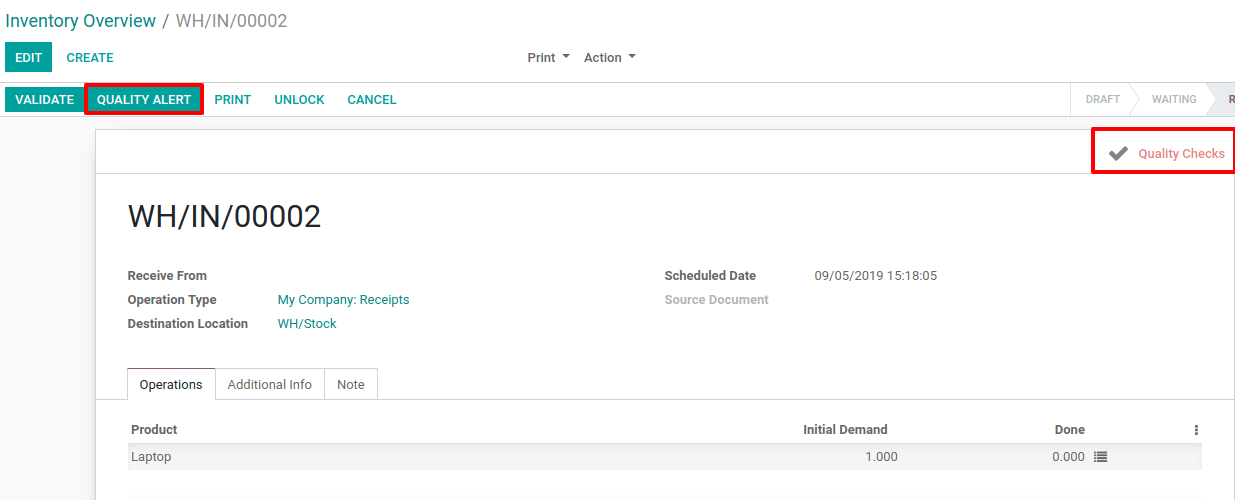 Inventory Overview / WH/IN/00002
EDIT CREATE Print Action
VALIDATE QUALITY ALERT PRINT UNLOCK CANCEL DRAFT WAITING
Quality Checks
WH/IN/00002
Receive From Scheduled Date 09/05/2019 15:18:05
Operation Type My Company: Receipts Source Document
Destination Location WH/Stock
Operations Additional Info Note
Product Initial Demand Done
Laptop 1.000 0.000